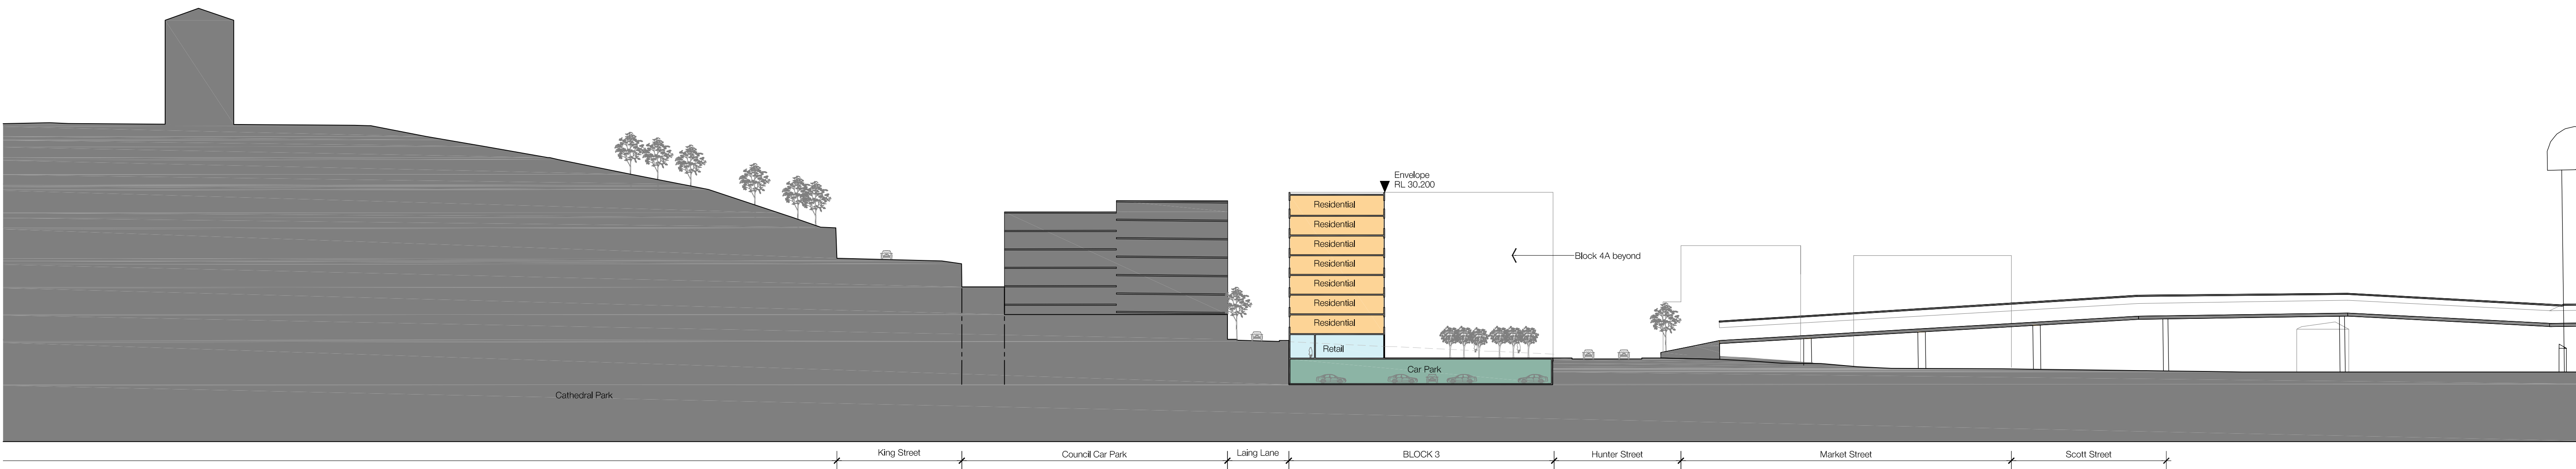 Envelope
RL 30.200
Residential
Residential
Residential
Residential
Residential
Residential
Residential
Retail
Car Park
Block 4A beyond
Cathedral Park
King Street
Council Car Park
Laing Lane
BLOCK 3
Hunter Street
Market Street
Scott Street